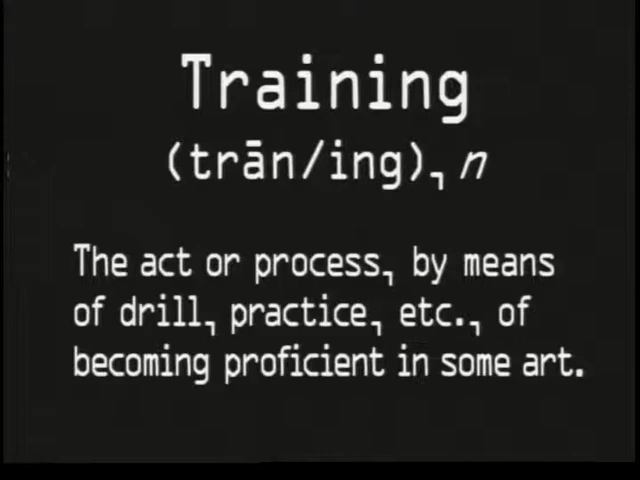 Training
(trān/ing), n
The act or process, by means
of drill, practice, etc., of
becoming proficient in some art.